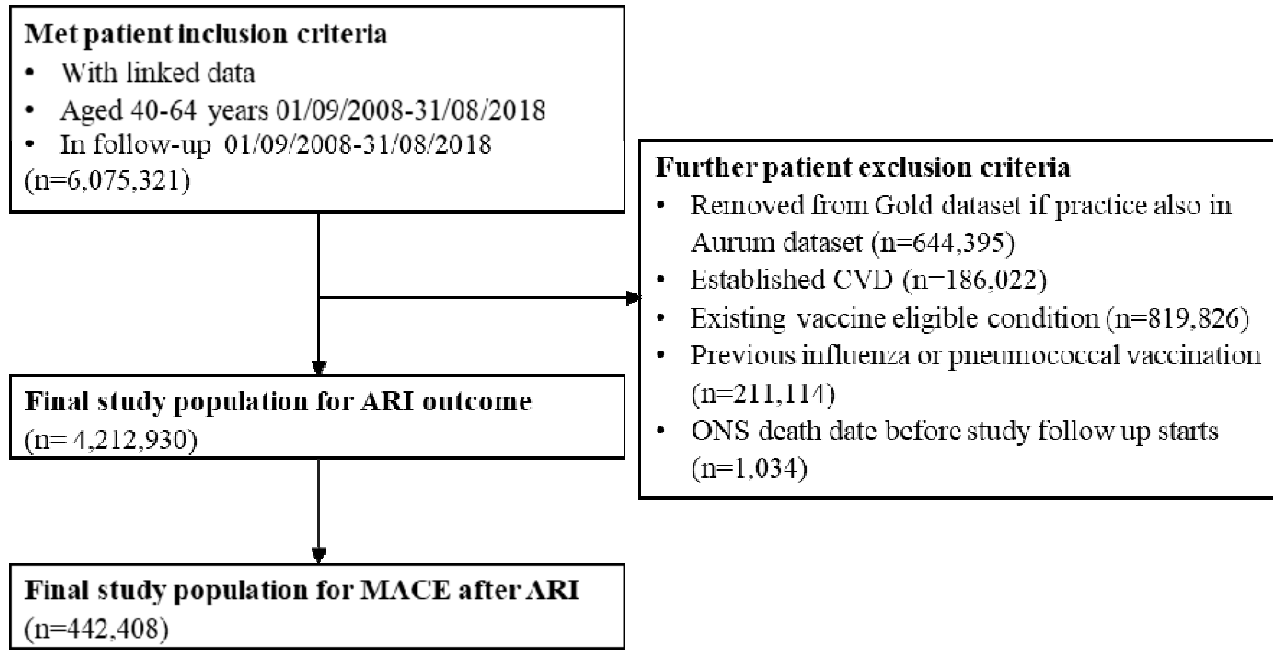 Met patient inclusion criteria
• With linked data
• Aged 40-64 years 01/09/2008-31/08/2018
• In follow-up 01/09/2008-31/08/2018
(n=6,075,321)
Further patient exclusion criteria
• Removed from Gold dataset if practice also in
Aurum dataset (n=644,395)
• Established CVD (n=186,022)
• Existing vaccine eligible condition (n=819,826)
• Previous influenza or pneumococcal vaccination
(n=211,114)
• ONS death date before study follow up starts
(n=1,034)
Final study population for ARI outcome
(n= 4,212,930)
Final study population for MACE after ARI
(n=442,408)